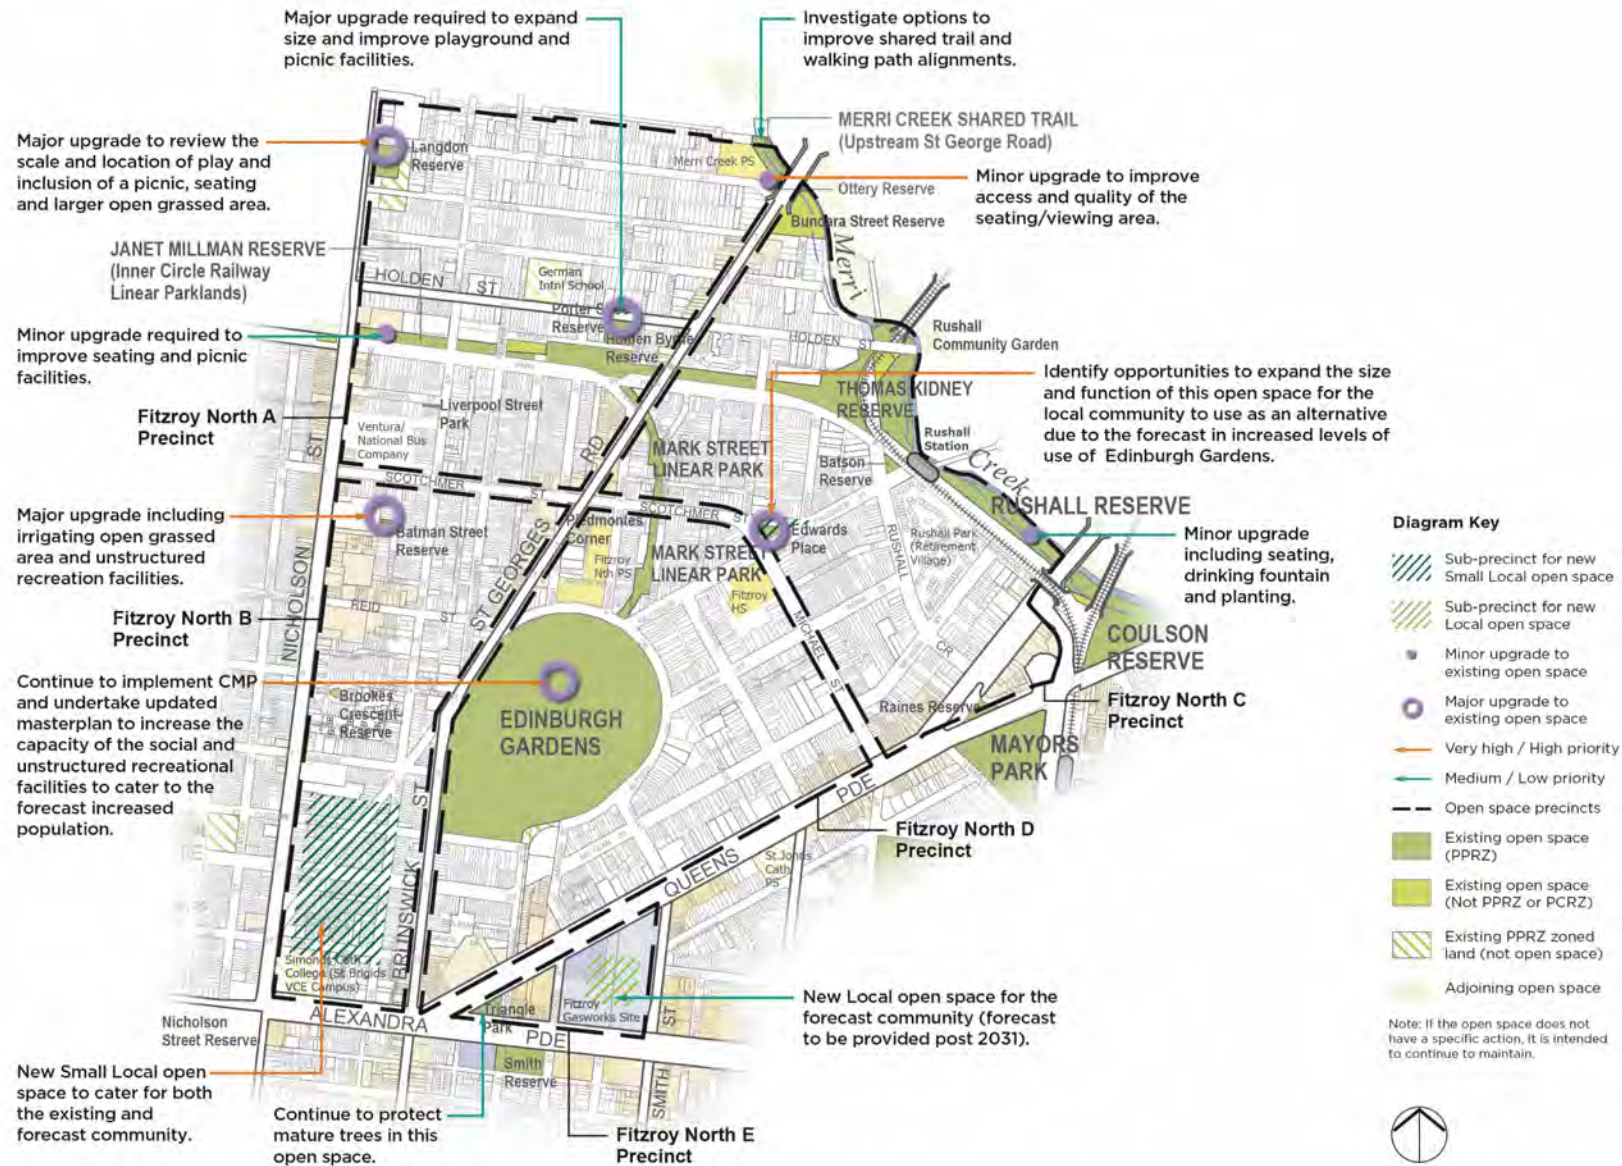 Major upgrade required to expand
size and improve playground and
picnic facilities.
Investigate options to
improve shared trail and
walking path alignments.
Major upgrade to review the
scale and location of play and
inclusion of a picnic, seating
and larger open grassed area.
Langdon
Reserve
MERRI CREEK SHARED TRAIL
(Upstream St George Road)
Merri Creek PS
Ottery Reserve
Minor upgrade to improve
access and quality of the
seating/viewing area.
Bundara Street Reserve
Merri
JANET MILLMAN RESERVE
(Inner Circle Railway
Linear Parklands)
HOLDEN ST
German
Intnl School
Porter S
Reserve
Holden Byrne
Reserve
HOLDEN ST
Rushall
Community Garden
Minor upgrade required to
improve seating and picnic
facilities.
PARK
Identify opportunities to expand the size
and function of this open space for the
local community to use as an alternative
due to the forecast in increased levels of
use of Edinburgh Gardens.
THOMAS KIDNEY
RESERVE
Fitzroy North A
Precinct
Liverpool Street
Park
Ventura/
National Bus
Company
ST
RD
MARK STREET
LINEAR PARK
Rushall
Station
Batson
Reserve
Creek
SCOTCHMER
ST
SCOTCHMER
ST
RUSHALL RESERVE
Major upgrade including
irrigating open grassed
area and unstructured
recreation facilities.
Batman Street
Reserve
Piedmontes
Corner
Fitzroy
Nth PS
MARK STREET
LINEAR PARK
Edwards
Place
RUSHALL
Rushall Park
(Retirement
Village)
Minor upgrade
including seating,
drinking fountain
and planting.
Fitzroy
HS
NICHOLSON
REID
ST
ST GEORGES
MICHAEL
ST
CR
Fitzroy North B
Precinct
COULSON
RESERVE
Continue to implement CMP
and undertake updated
masterplan to increase the
capacity of the social and
unstructured recreational
facilities to cater to the
forecast increased
population.
Brookes
Crescent
Reserve
EDINBURGH
GARDENS
Raines Reserve
Fitzroy North C
Precinct
MAYORS
PARK
PDE
ST
QUEENS
Fitzroy North D
Precinct
St Johns
Cath
PS
BRUNSWICK
Simonds Cath
College (St Brigids
VCE Campus)
ALEXANDRA
PDE
Triangle
Park
Fitzroy
Gasworks Site
ST
New Local open space for the
forecast community (forecast
to be provided post 2031).
Nicholson
Street Reserve
Smith
Reserve
SMITH
New Small Local open
space to cater for both
the existing and
forecast community.
Continue to protect
mature trees in this
open space.
Fitzroy North E
Precinct
Diagram Key
Sub-precinct for new
Small Local open space
Sub-precinct for new
Local open space
Minor upgrade to
existing open space
Major upgrade to
existing open space
Very high / High priority
Medium / Low priority
Open space precincts
Existing open space
(PPRZ)
Existing open space
(Not PPRZ or PCRZ)
Existing PPRZ zoned
land (not open space)
Adjoining open space
Note: If the open space does not
have a specific action, it is intended
to continue to maintain.